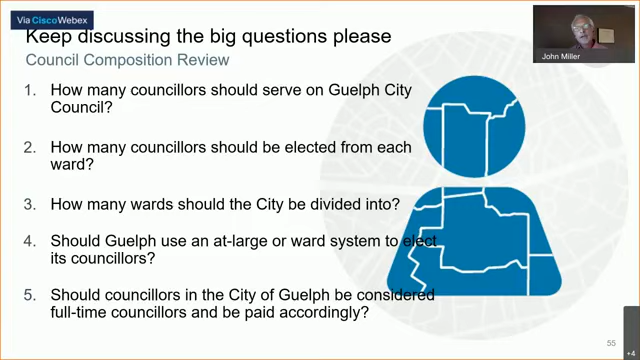 Via Cisco Webex
Keep discussing the big questions please
John Miller
Council Composition Review
1. How many councillors should serve on Guelph City
Council?
2. How many councillors should be elected from each
ward?
3. How many wards should the City be divided into?
4. Should Guelph use an at-large or ward system to elect
its councillors?
5. Should councillors in the City of Guelph be considered
full-time councillors and be paid accordingly?
55
+4